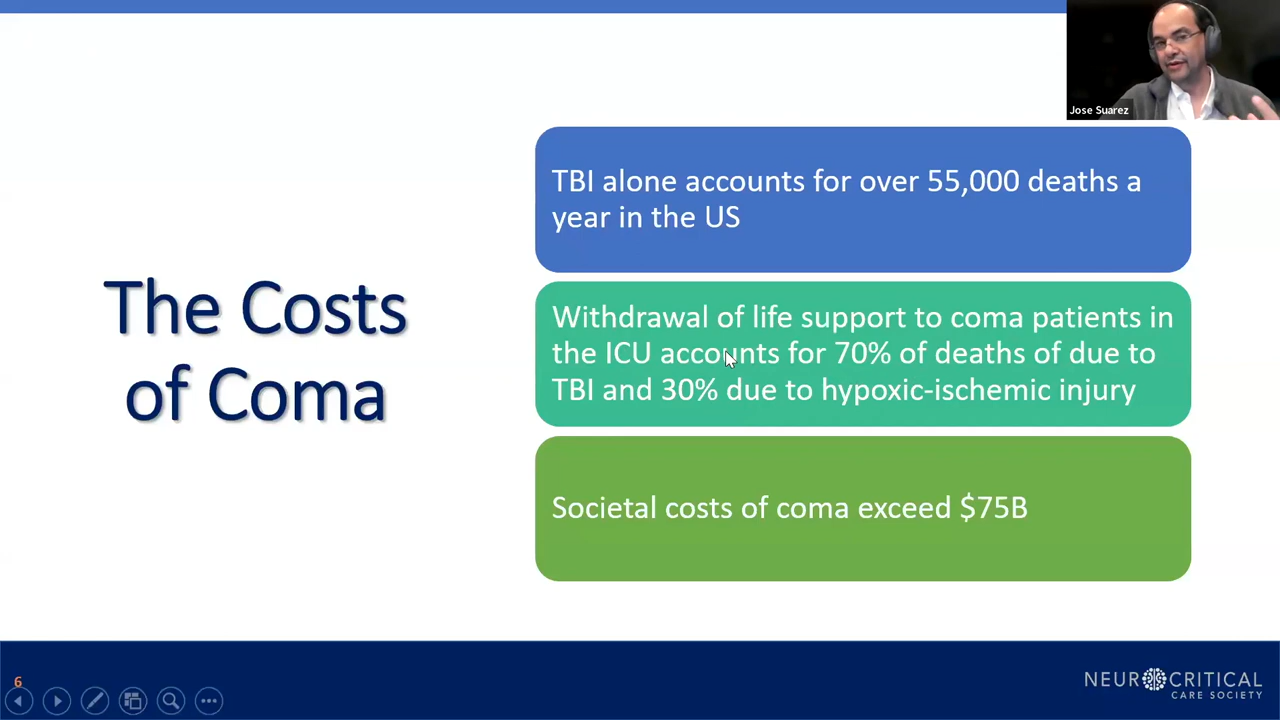 Jose Suarez
The Costs
of Coma
TBI alone accounts for over 55,000 deaths a
year in the US
Withdrawal of life support to coma patients in
the ICU accounts for 70% of deaths of due to
TBI and 30% due to hypoxic-ischemic injury
Societal costs of coma exceed $75B
6
NEUROCRITICAL
CARE SOCIETY